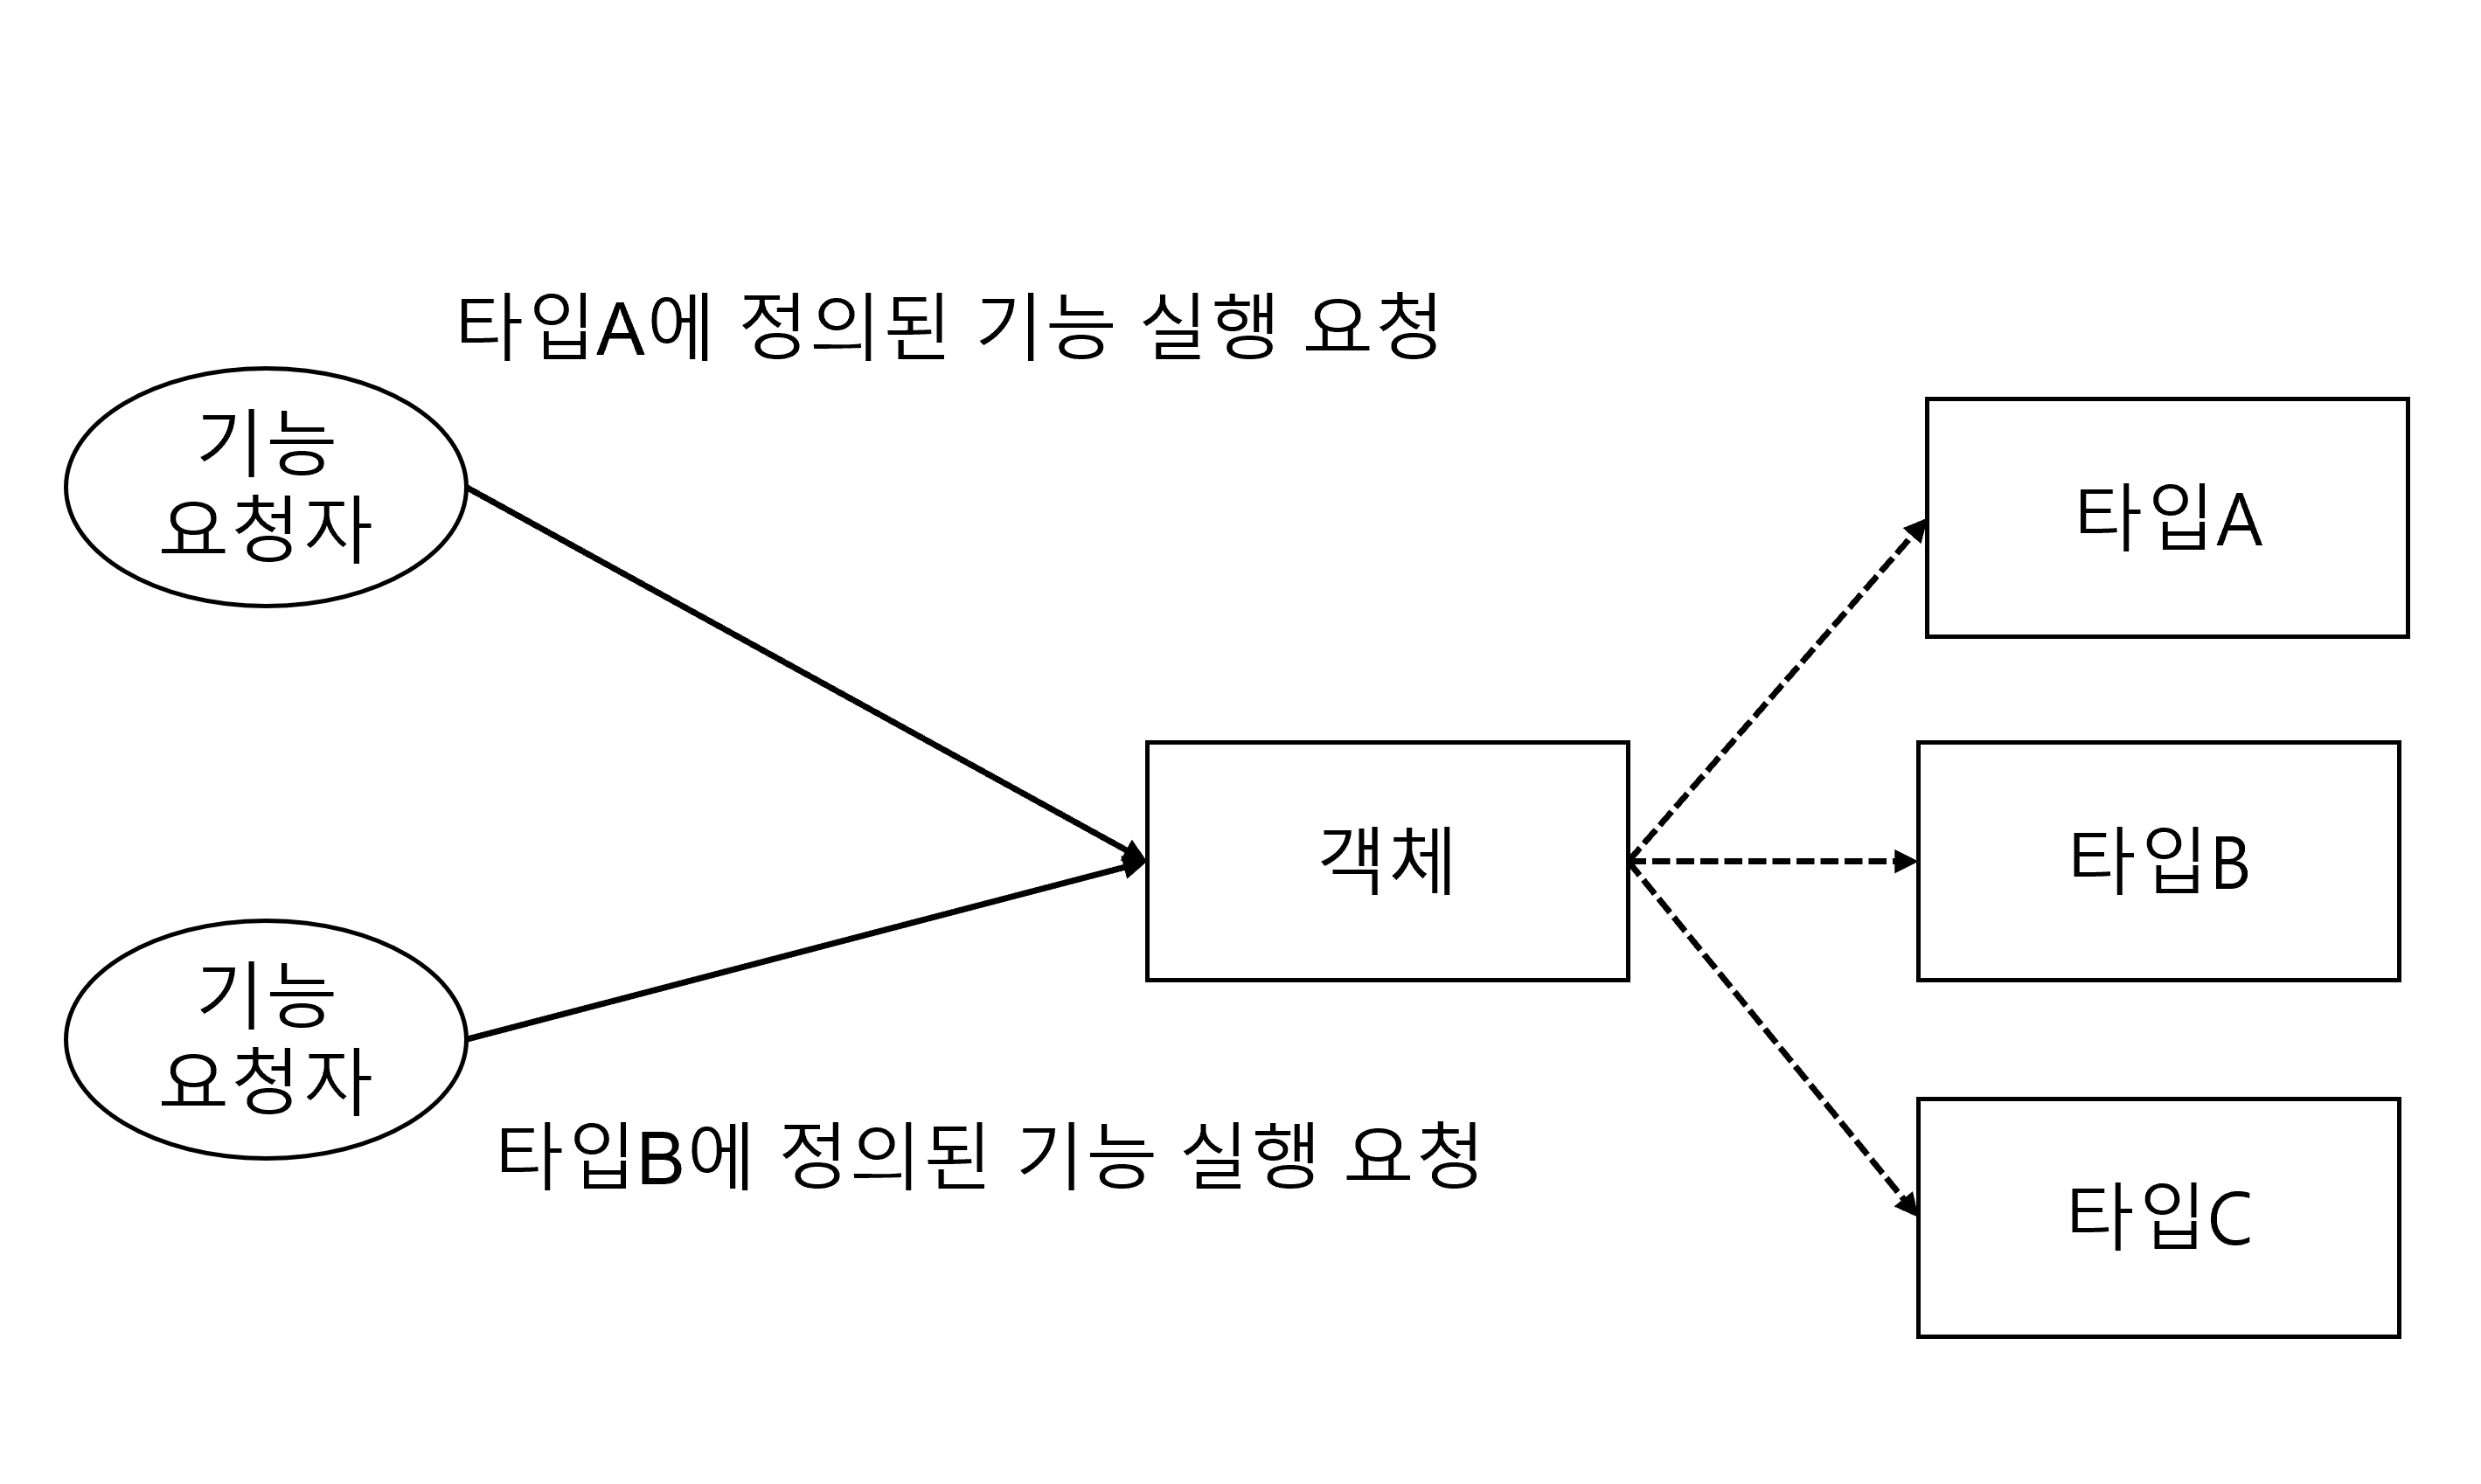 타입A에 정의된 기능 실행 요청
기능
요청자
타입A
객체
타입B
기능
요청자
타입B에 정의된 기능 실행 요청
타입C